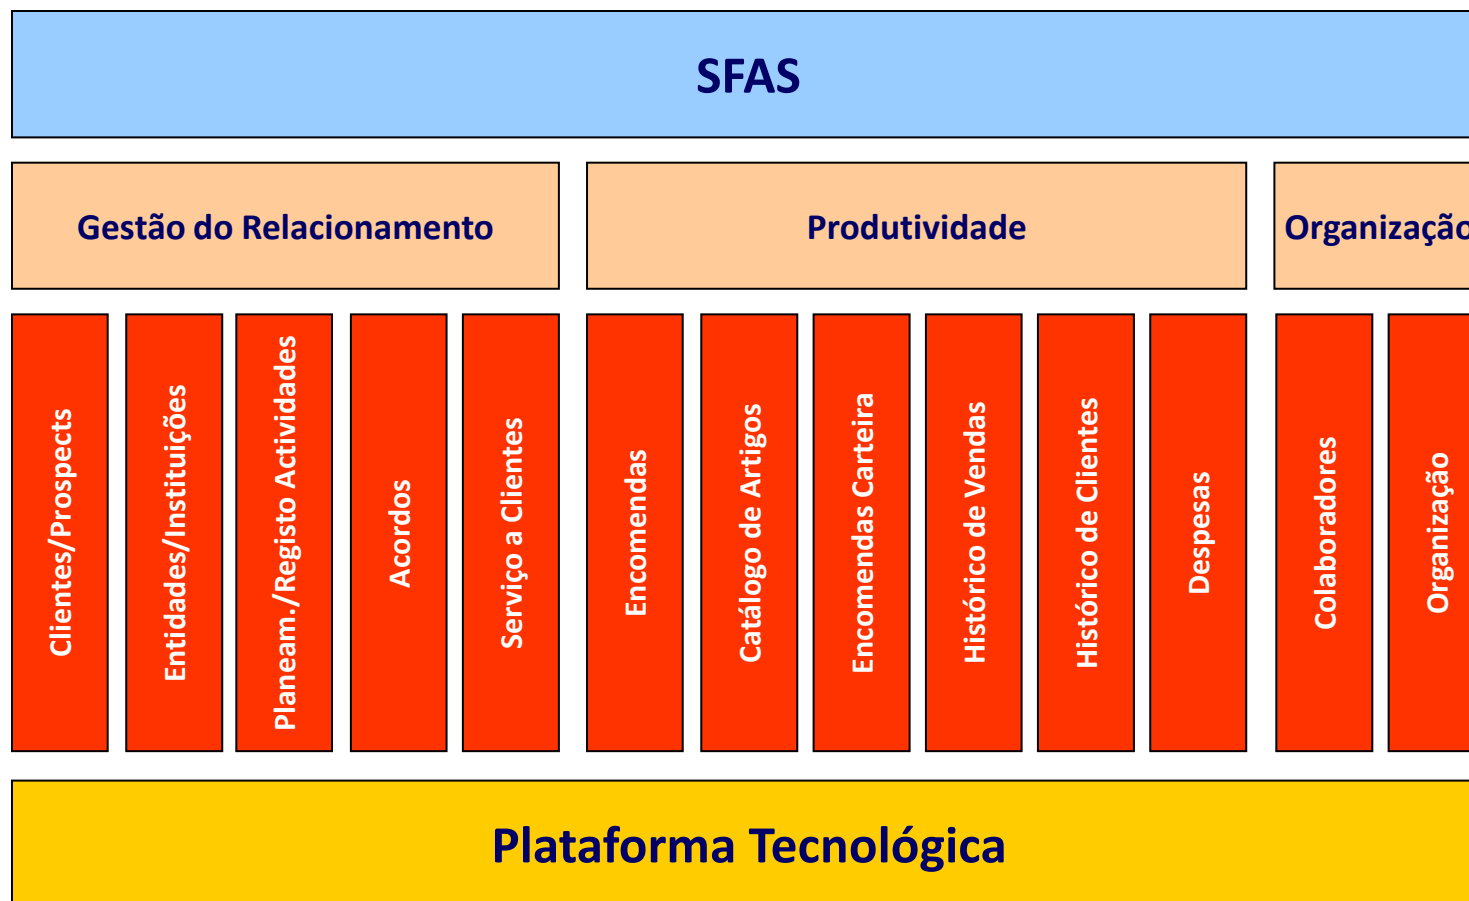 SFAS
Gestão do Relacionamento
Produtividade
Organização
Clientes/Prospects
Entidades/Instituições
Planeam./Registo Actividades
Acordos
Serviço a Clientes
Encomendas
Catálogo de Artigos
Encomendas Carteira
Histórico de Vendas
Histórico de Clientes
Despesas
Colaboradores
Organização
Plataforma Tecnológica